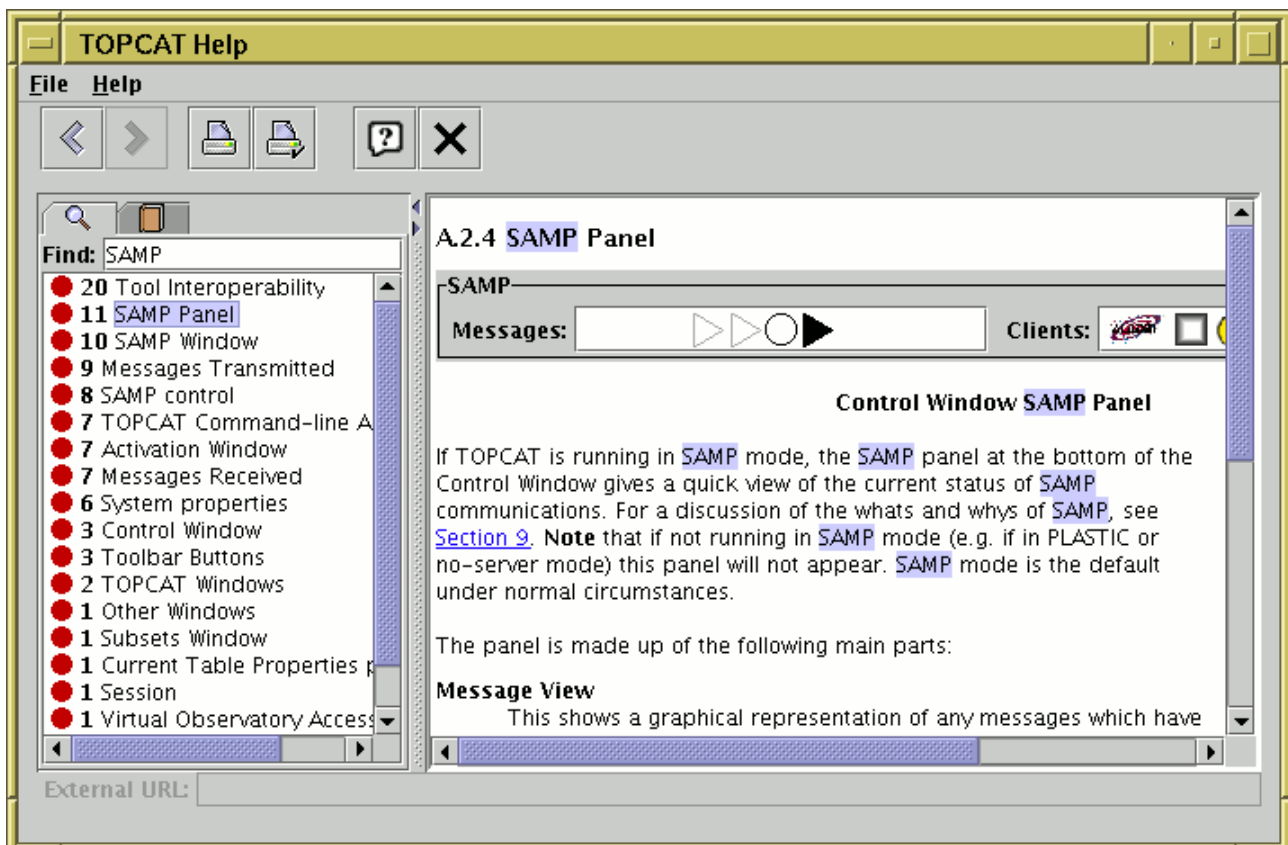 TOPCAT Help
File Help
Find: SAMP
20 Tool Interoperability
11 SAMP Panel
10 SAMP Window
9 Messages Transmitted
8 SAMP control
7 TOPCAT Command-line A
7 Activation Window
7 Messages Received
6 System properties
3 Control Window
3 Toolbar Buttons
2 TOPCAT Windows
1 Other Windows
1 Subsets Window
1 Current Table Properties p
1 Session
1 Virtual Observatory Access
A.2.4 SAMP Panel
SAMP
Messages: Clients:
Control Window SAMP Panel
If TOPCAT is running in SAMP mode, the SAMP panel at the bottom of the
Control Window gives a quick view of the current status of SAMP
communications. For a discussion of the whats and whys of SAMP, see
Section 9. Note that if not running in SAMP mode (e.g. if in PLASTIC or
no-server mode) this panel will not appear. SAMP mode is the default
under normal circumstances.
The panel is made up of the following main parts:
Message View
This shows a graphical representation of any messages which have
External URL: